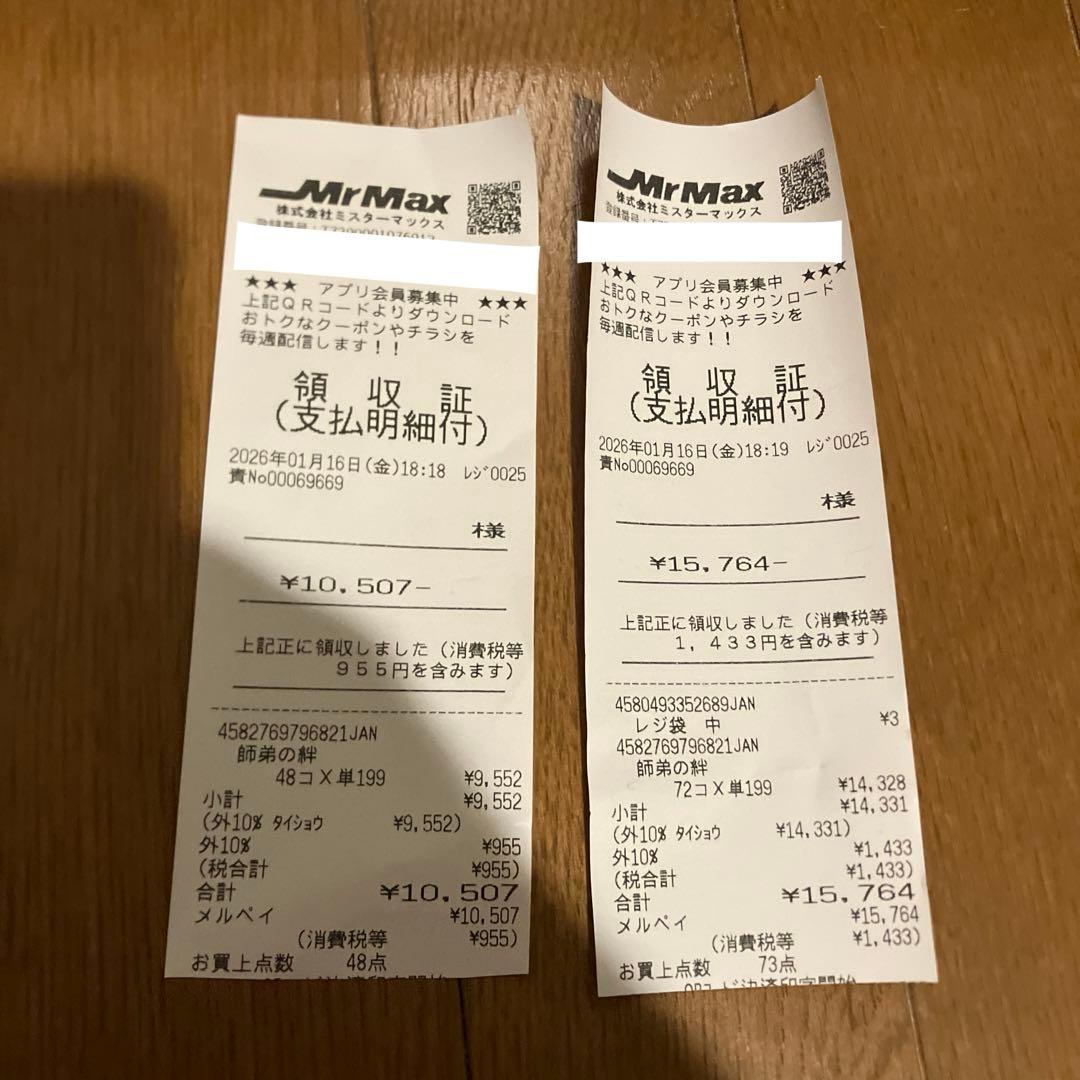 MrMax
株式会社ミスターマックス
★★★ アプリ会員募集中 ★★★
上記QRコードよりダウンロード
おトクなクーポンやチラシを
毎週配信します！！
領 収 証
(支払明細付)
2026年01月16日(金)18:18 ﾚｼﾞ0025
責No00069669
様
¥10,507-
上記正に領収しました（消費税等
９５５円を含みます）
4582769796821JAN
師弟の絆
48コX単199 ¥9,552
小計 ¥9,552
(外10% ﾀｲｼｮｳ ¥9,552)
外10% ¥955
(税合計 ¥955)
合計 ¥10,507
メルペイ ¥10,507
(消費税等 ¥955)
お買上点数 48点
MrMax
株式会社ミスターマックス
★★★ アプリ会員募集中 ★★★
上記QRコードよりダウンロード
おトクなクーポンやチラシを
毎週配信します！！
領 収 証
(支払明細付)
2026年01月16日(金)18:19 ﾚｼﾞ0025
責No00069669
様
¥15,764-
上記正に領収しました（消費税等
１，４３３円を含みます）
4580493352689JAN
レジ袋 中 ¥3
4582769796821JAN
師弟の絆
72コX単199 ¥14,328
小計 ¥14,331
(外10% ﾀｲｼｮｳ ¥14,331)
外10% ¥1,433
(税合計 ¥1,433)
合計 ¥15,764
メルペイ ¥15,764
(消費税等 ¥1,433)
お買上点数 73点